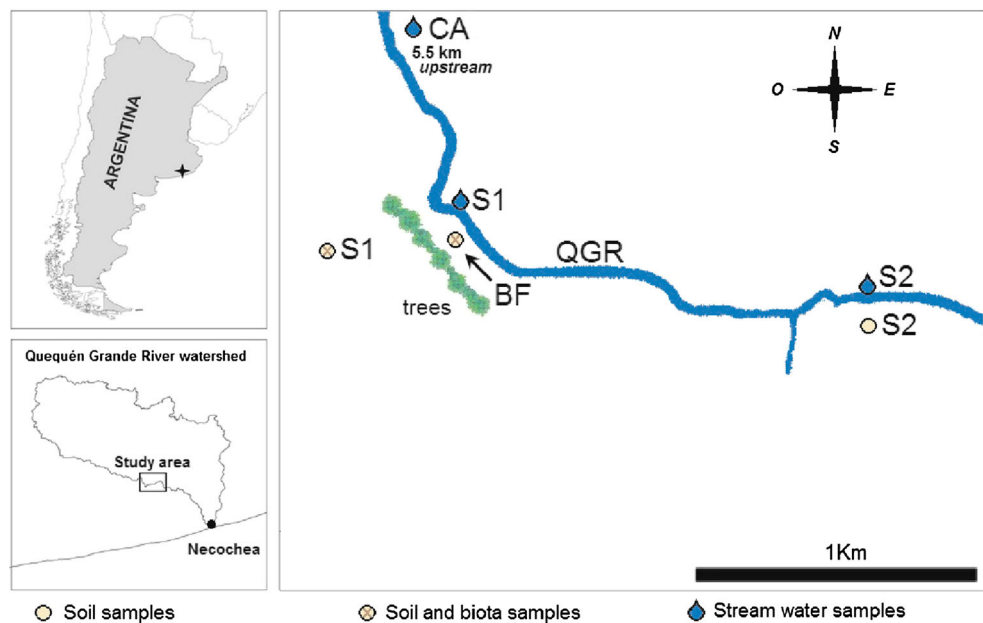 ARGENTINA
Quequén Grande River watershed
Study area
Necochea
CA
5.5 km
upstream
N
O
E
S
S1
S1
QGR
BF
trees
S2
S2
1Km
Soil samples
Soil and biota samples
Stream water samples